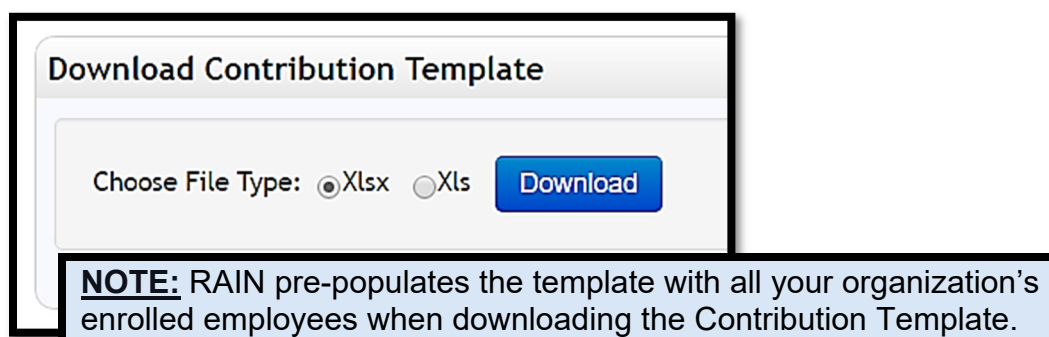 Download Contribution Template
Choose File Type: Xlsx Xls Download
NOTE: RAIN pre-populates the template with all your organization’s
enrolled employees when downloading the Contribution Template.